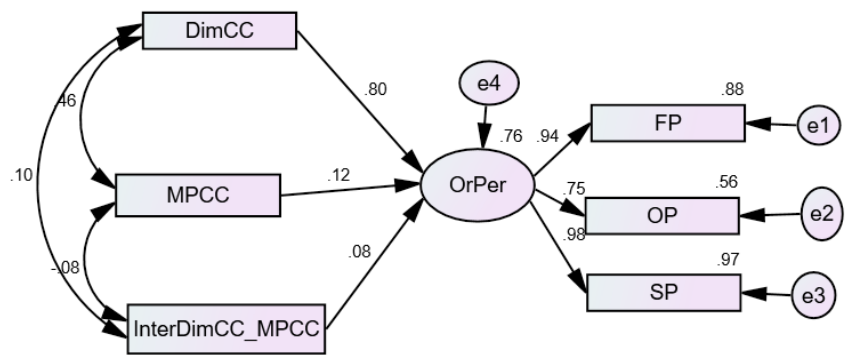 DimCC
.80
e4
.88
.46
.76
.94
FP
e1
.10
MPCC
.12
OrPer
.75
.56
OP
e2
-.08
.08
.98
.97
SP
e3
InterDimCC_MPCC